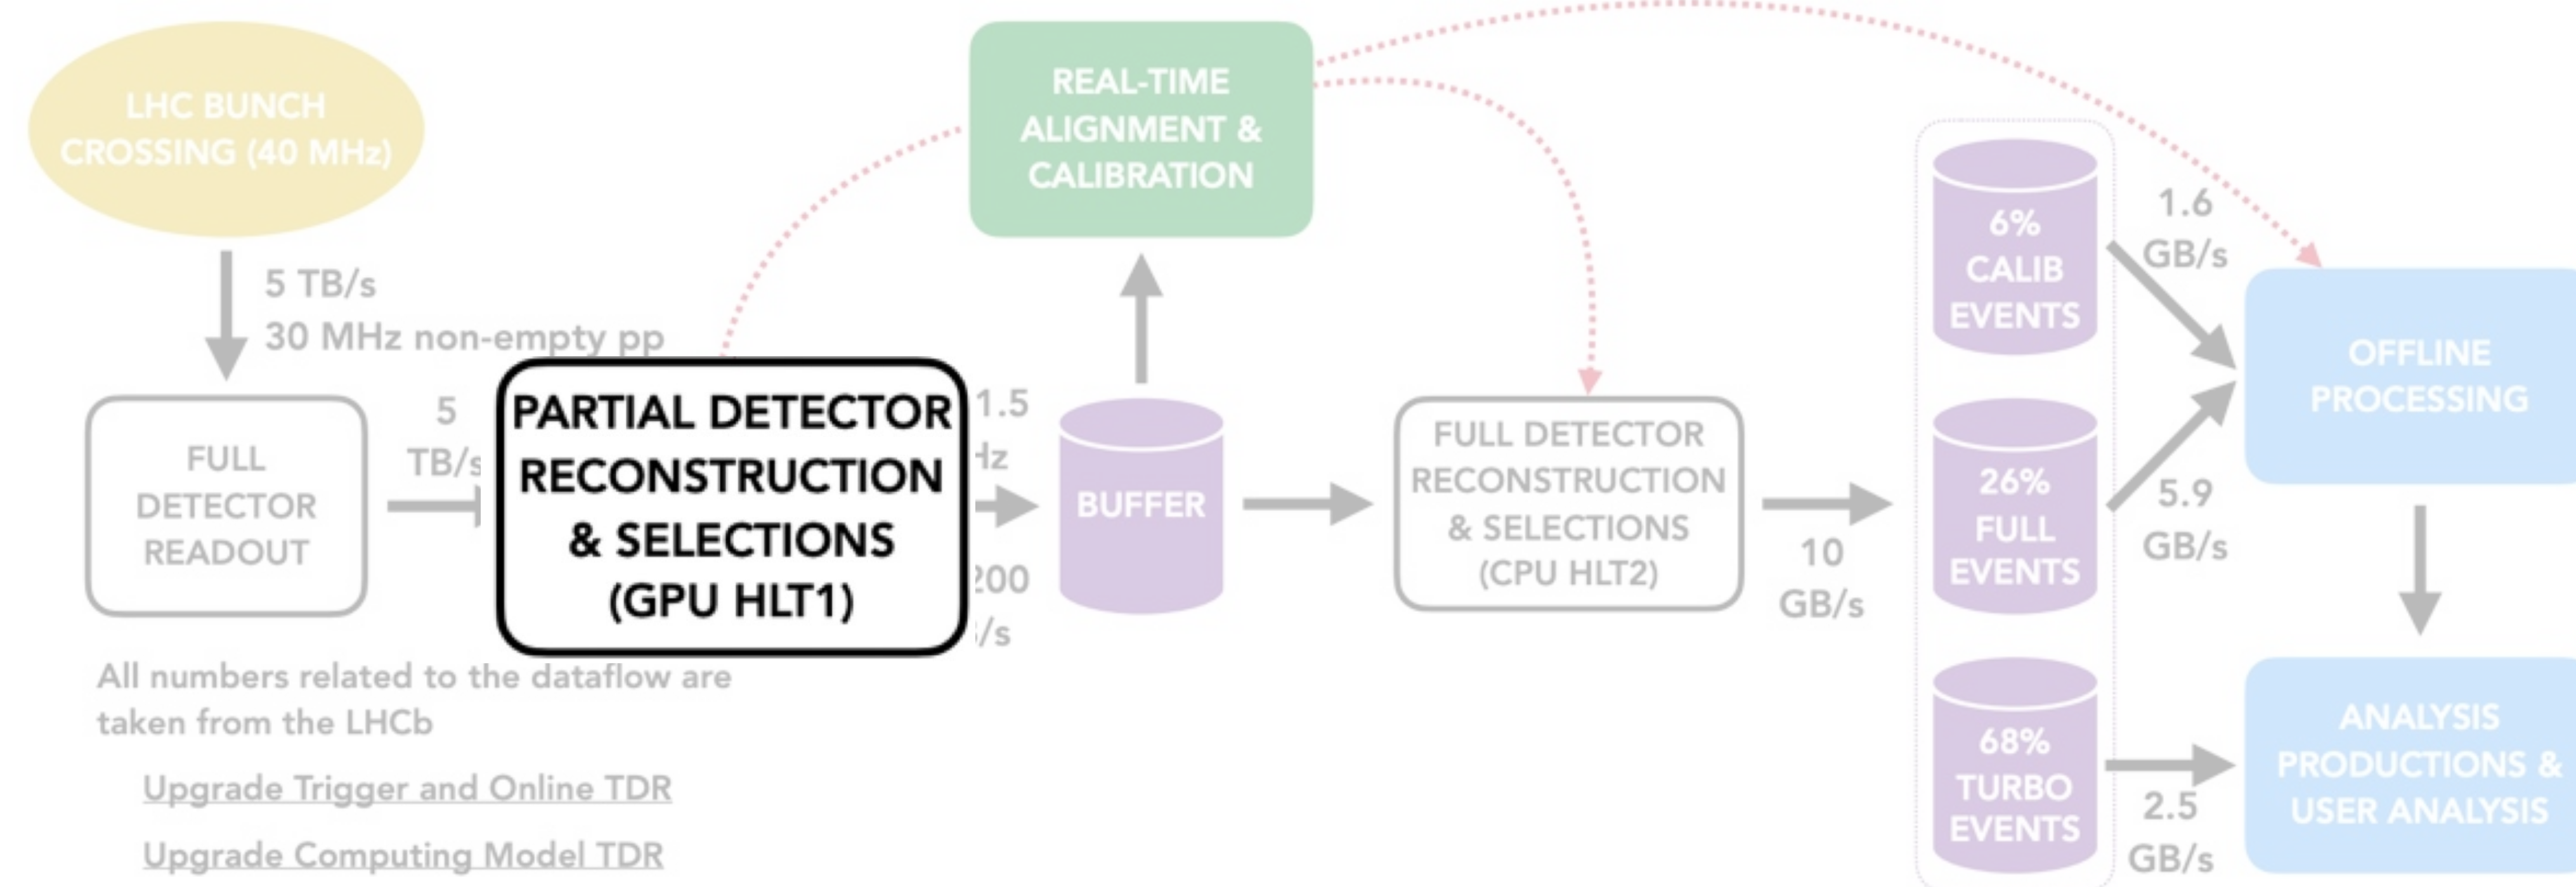 LHC BUNCH
CROSSING (40 MHz)
5 TB/s
30 MHz non-empty pp
FULL
DETECTOR
READOUT
5
TB/s
PARTIAL DETECTOR
RECONSTRUCTION
& SELECTIONS
(GPU HLT1)
REAL-TIME
ALIGNMENT &
CALIBRATION
1.5
Hz
200
/s
BUFFER
FULL DETECTOR
RECONSTRUCTION
& SELECTIONS
(CPU HLT2)
10
GB/s
6%
CALIB
EVENTS
26%
FULL
EVENTS
68%
TURBO
EVENTS
1.6
GB/s
5.9
GB/s
2.5
GB/s
OFFLINE
PROCESSING
ANALYSIS
PRODUCTIONS &
USER ANALYSIS
All numbers related to the dataflow are
taken from the LHCb
Upgrade Trigger and Online TDR
Upgrade Computing Model TDR